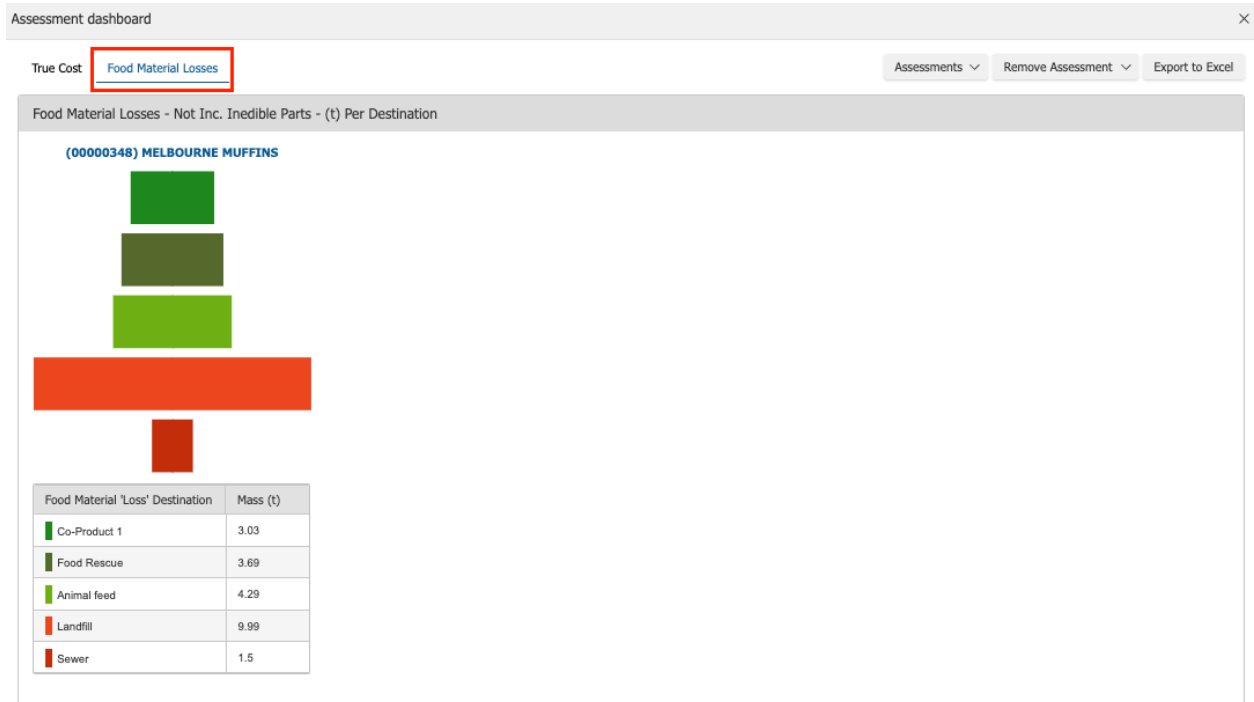 Assessment dashboard
True Cost Food Material Losses Assessments Remove Assessment Export to Excel
Food Material Losses - Not Inc. Inedible Parts - (t) Per Destination
(00000348) MELBOURNE MUFFINS
Food Material 'Loss' Destination Mass (t)
Co-Product 1 3.03
Food Rescue 3.69
Animal feed 4.29
Landfill 9.99
Sewer 1.5